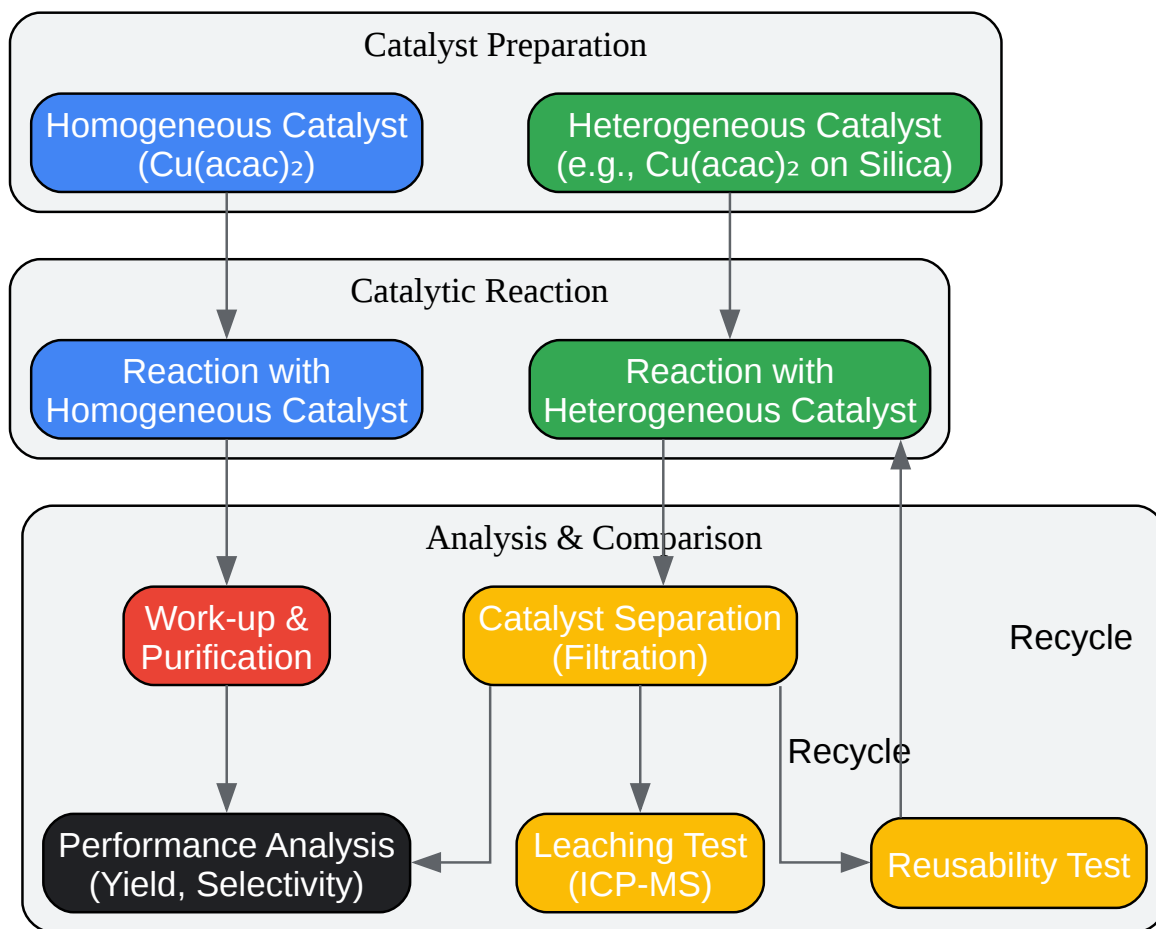 Catalyst Preparation
Homogeneous Catalyst
(Cu(acac)₂)
Heterogeneous Catalyst
(e.g., Cu(acac)₂ on Silica)
Catalytic Reaction
Reaction with
Homogeneous Catalyst
Reaction with
Heterogeneous Catalyst
Analysis & Comparison
Work-up &
Purification
Catalyst Separation
(Filtration)
Recycle
Recycle
Performance Analysis
(Yield, Selectivity)
Leaching Test
(ICP-MS)
Reusability Test